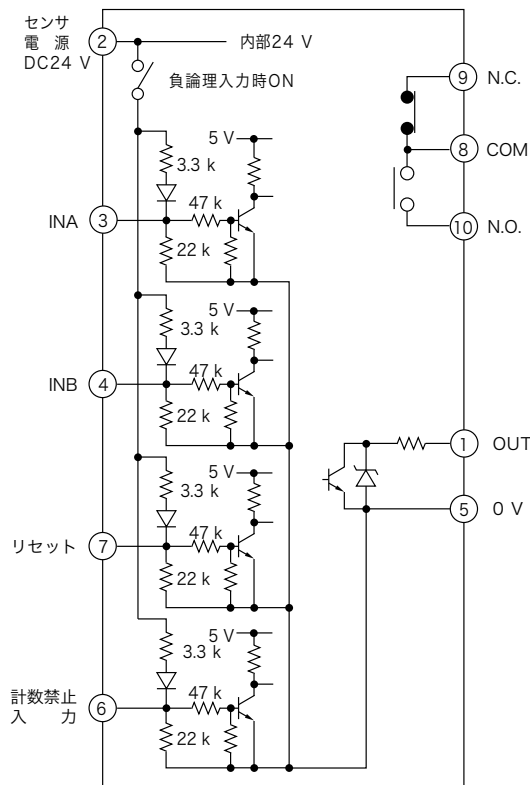 センサ
電 源
DC24 V
2
内部24 V
負論理入力時ON
9
N.C.
8
COM
10
N.O.
5 V
3.3 k
47 k
INA
3
22 k
5 V
3.3 k
47 k
INB
4
22 k
1
OUT
5
0 V
5 V
3.3 k
47 k
リセット
7
22 k
5 V
3.3 k
47 k
計数禁止
入 力
6
22 k